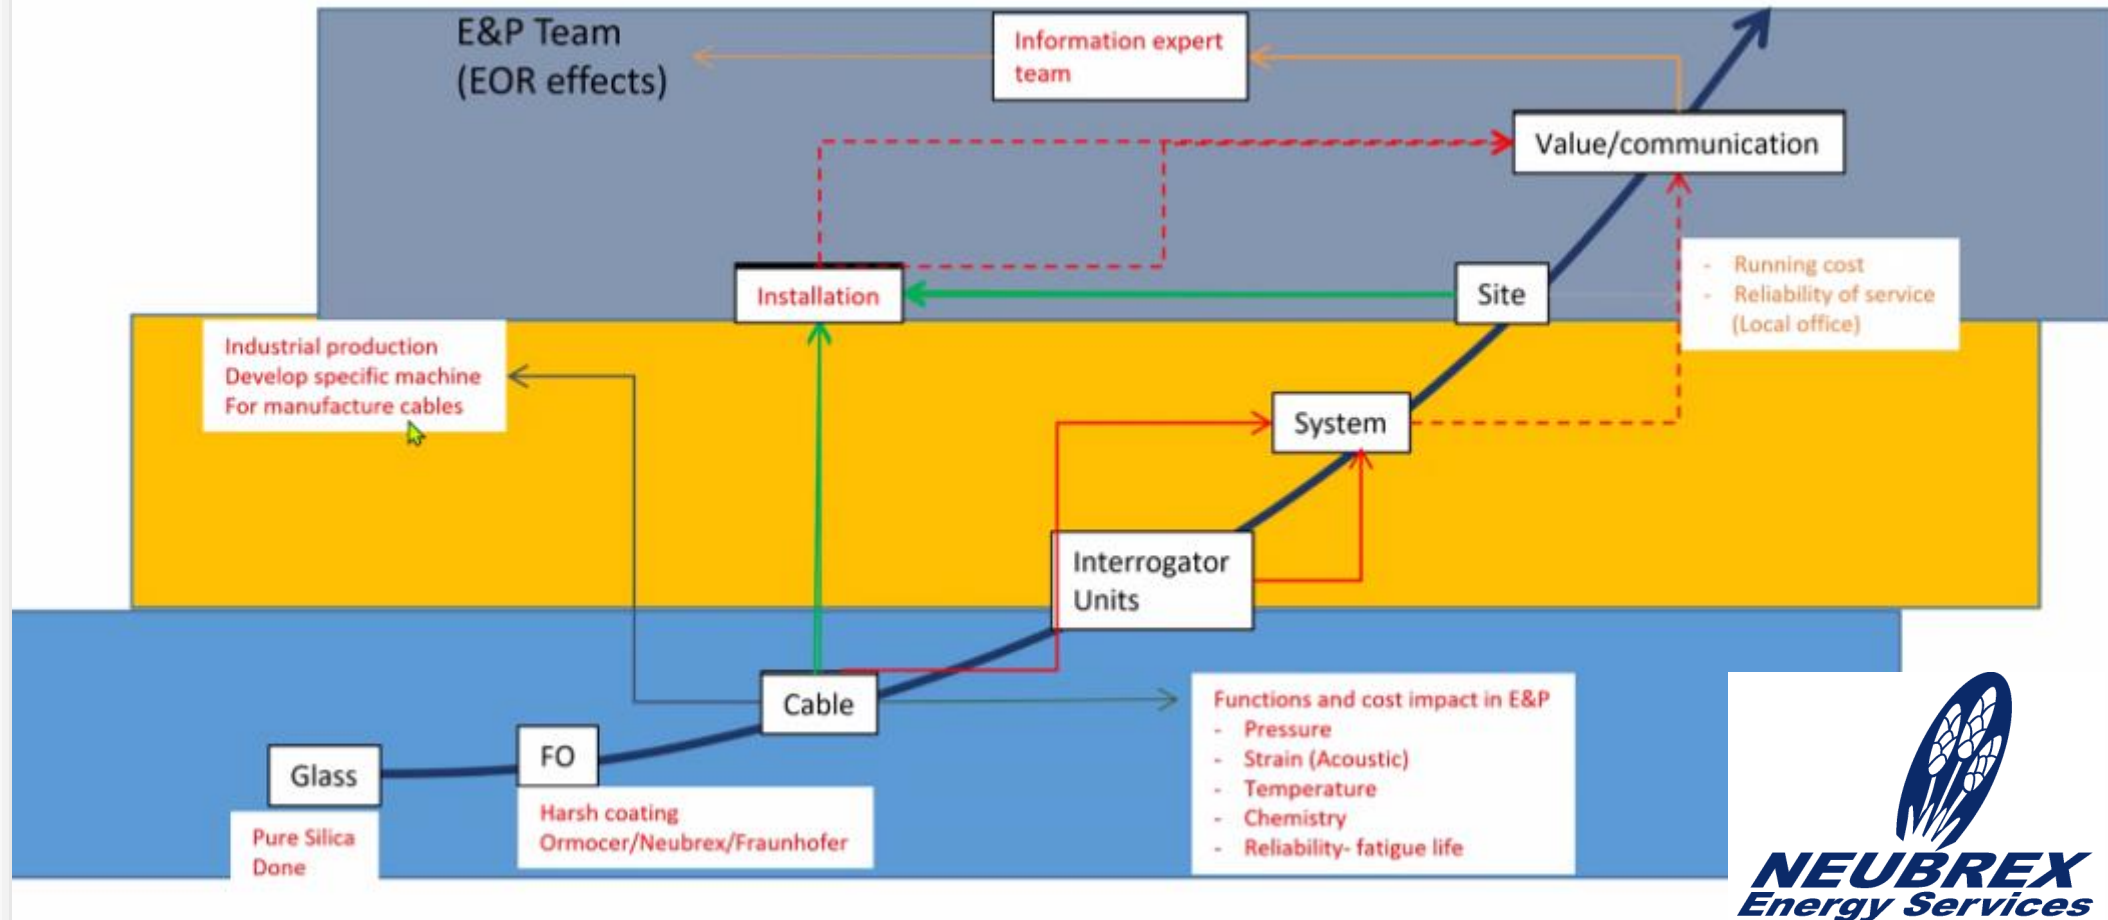 E&P Team
(EOR effects)
Information expert
team
Value/communication
Installation
Site
- Running cost
- Reliability of service
(Local office)
Industrial production
Develop specific machine
For manufacture cables
System
Interrogator
Units
Cable
Functions and cost impact in E&P
- Pressure
- Strain (Acoustic)
- Temperature
- Chemistry
- Reliability- fatigue life
FO
Glass
Harsh coating
Ormocer/Neubrex/Fraunhofer
Pure Silica
Done
NEUBREX
Energy Services